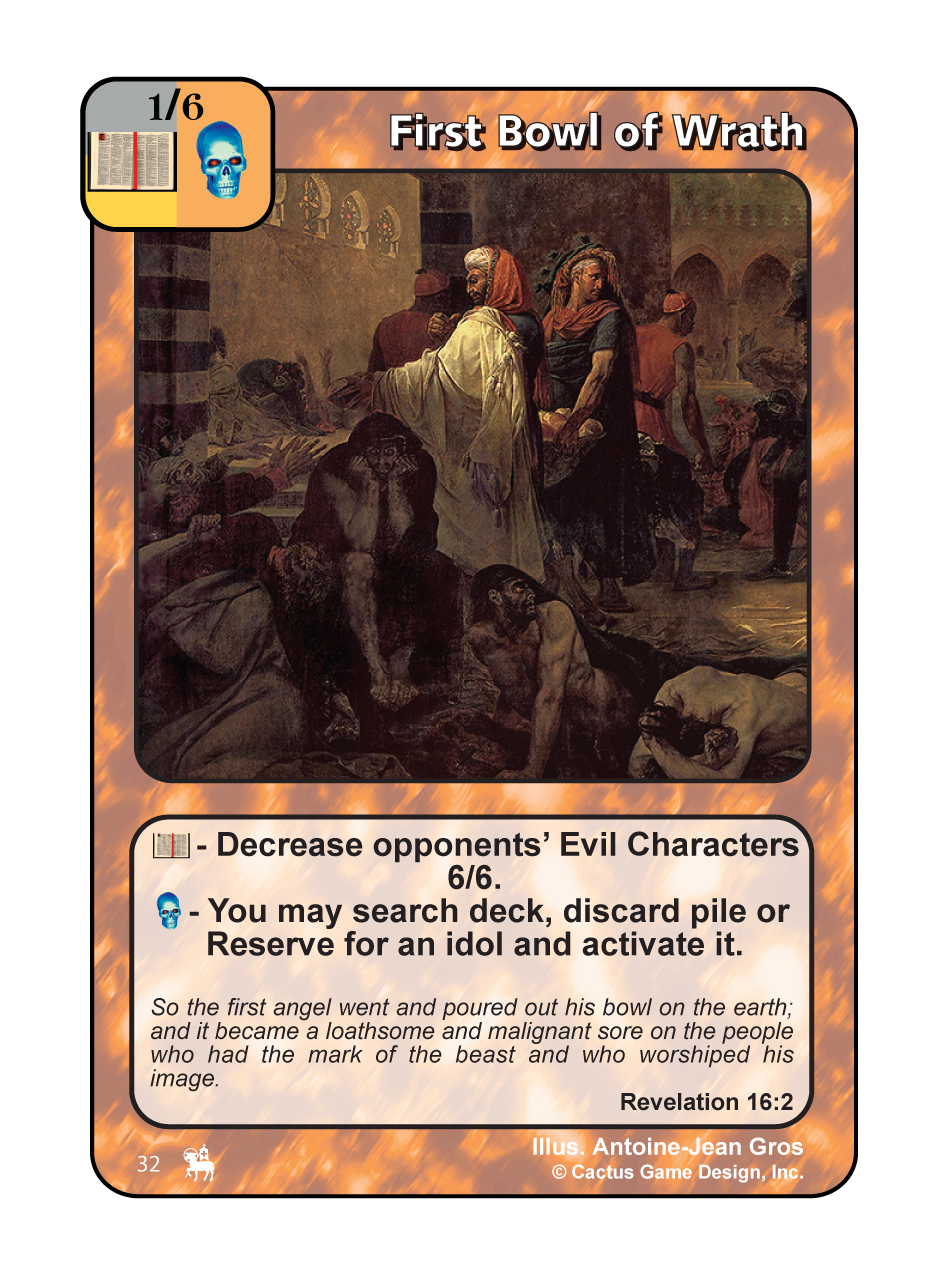 1/6
First Bowl of Wrath
- Decrease opponents’ Evil Characters
6/6.
- You may search deck, discard pile or
Reserve for an idol and activate it.
So the first angel went and poured out his bowl on the earth;
and it became a loathsome and malignant sore on the people
who had the mark of the beast and who worshiped his
image.
Revelation 16:2
32
Illus. Antoine-Jean Gros
© Cactus Game Design, Inc.